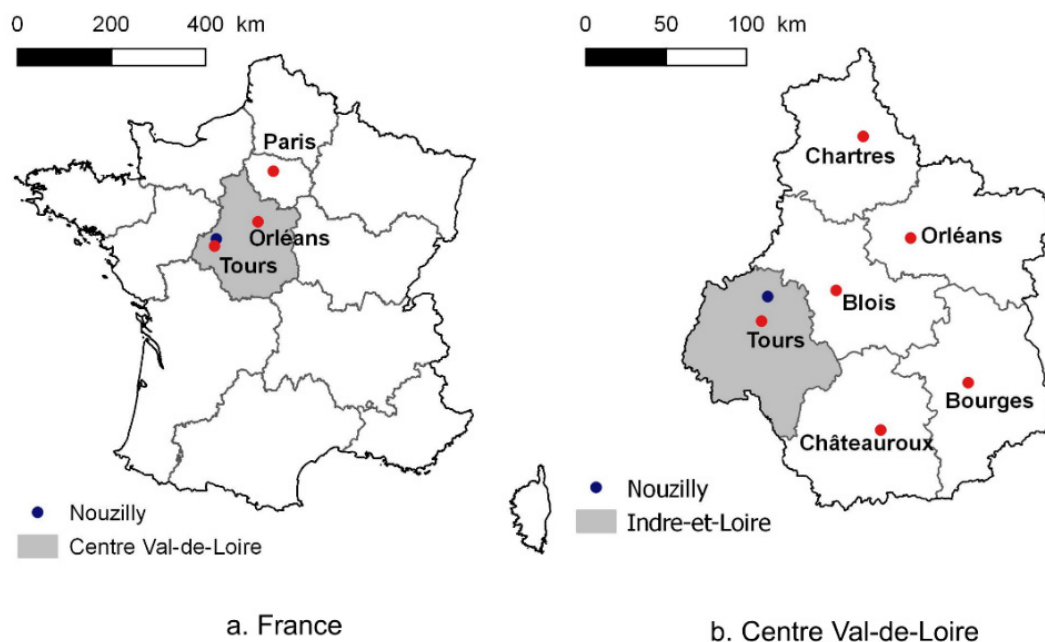 0 200 400 km
Paris
Orléans
Tours
Nouzilly
Centre Val-de-Loire
a. France
0 50 100 km
Chartres
Orléans
Blois
Tours
Bourges
Châteauroux
Nouzilly
Indre-et-Loire
b. Centre Val-de-Loire